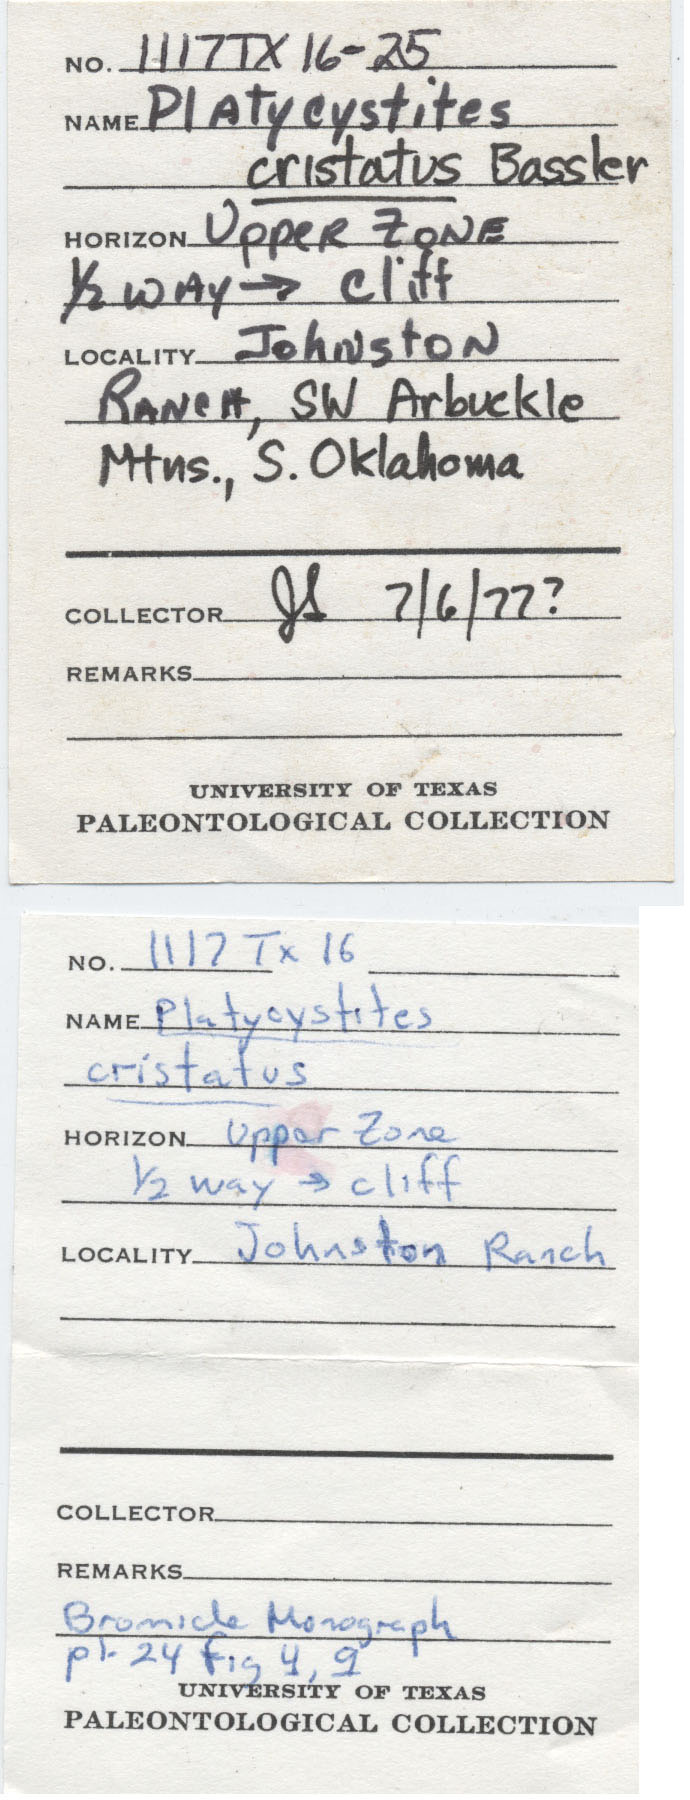 NO. 1117TX 16-25
NAME Platycystites
cristatus Bassler
HORIZON Upper Zone
1/2 way → cliff
LOCALITY Johnston
Ranch, SW Arbuckle
Mtns., S. Oklahoma
COLLECTOR JS 7/6/77?
REMARKS
UNIVERSITY OF TEXAS
PALEONTOLOGICAL COLLECTION
NO. 1117 Tx 16
NAME Platycystites
cristatus
HORIZON Upper Zone
1/2 way → cliff
LOCALITY Johnston Ranch
COLLECTOR
REMARKS
Bromide Monograph
pl. 24 fig 4, 9
UNIVERSITY OF TEXAS
PALEONTOLOGICAL COLLECTION